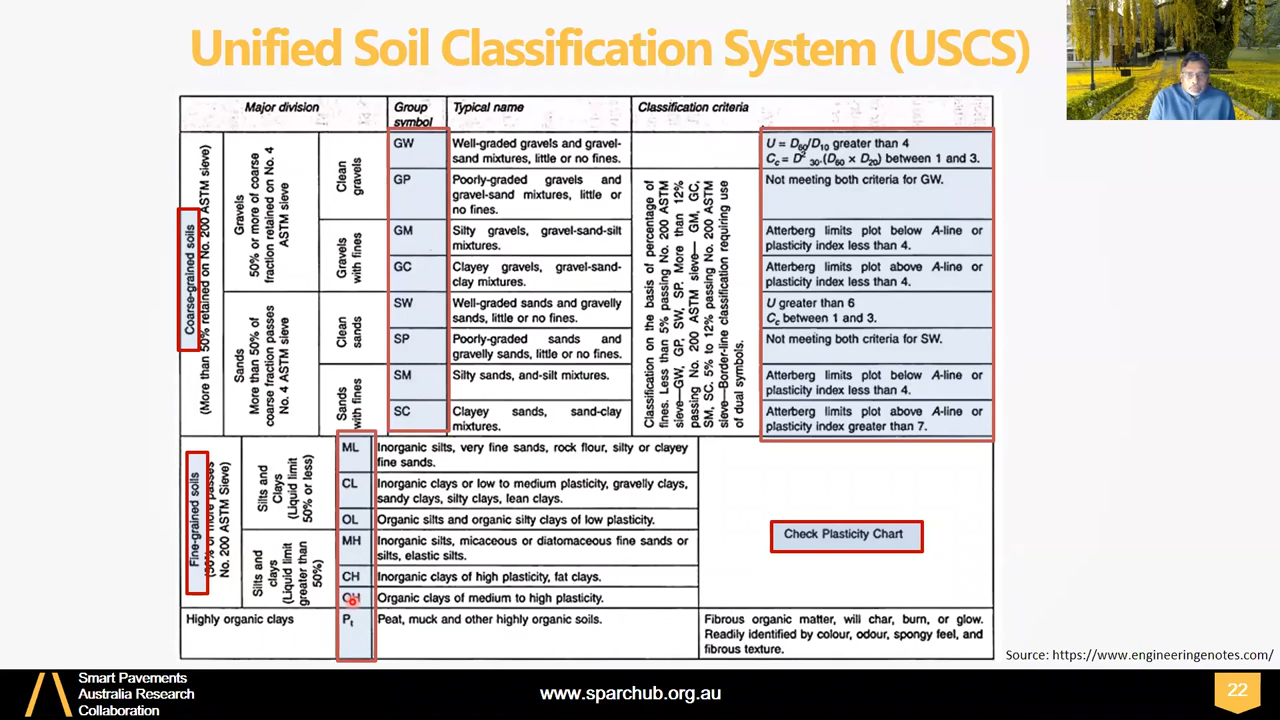 Unified Soil Classification System (USCS)
Major division
Group
symbol
Typical name
Classification criteria
Coarse-grained soils
(More than 50% retained on No. 200 ASTM sieve)
Gravels
50% or more of coarse
fraction retained on No. 4
ASTM sieve
Clean
gravels
GW
Well-graded gravels and gravel-
sand mixtures, little or no fines.
U = D60/D10 greater than 4
Cc = D²30·(D60 × D20) between 1 and 3.
GP
Poorly-graded gravels and
gravel-sand mixtures, little or
no fines.
Classification on the basis of percentage of
fines. Less than 5% passing No. 200 ASTM
sieve—GW, GP, SW, SP. More than 12%
passing No. 200 ASTM sieve— GM, GC,
SM, SC. 5% to 12% passing No. 200 ASTM
sieve—Border-line classification requiring use
of dual symbols.
Not meeting both criteria for GW.
Gravels
with fines
GM
Silty gravels, gravel-sand-silt
mixtures.
Atterberg limits plot below A-line or
plasticity index less than 4.
GC
Clayey gravels, gravel-sand-
clay mixtures.
Atterberg limits plot above A-line or
plasticity index less than 4.
Sands
More than 50% of
coarse fraction passes
No. 4 ASTM sieve
Clean
sands
SW
Well-graded sands and gravelly
sands, little or no fines.
U greater than 6
Cc between 1 and 3.
SP
Poorly-graded sands and
gravelly sands, little or no fines.
Not meeting both criteria for SW.
Sands
with fines
SM
Silty sands, and-silt mixtures.
Atterberg limits plot below A-line or
plasticity index less than 4.
SC
Clayey sands, sand-clay
mixtures.
Atterberg limits plot above A-line or
plasticity index greater than 7.
Fine-grained soils
(50% or more passes
No. 200 ASTM Sieve)
Silts and
Clays
(Liquid limit
50% or less)
ML
Inorganic silts, very fine sands, rock flour, silty or clayey
fine sands.
CL
Inorganic clays or low to medium plasticity, gravelly clays,
sandy clays, silty clays, lean clays.
OL
Organic silts and organic silty clays of low plasticity.
Check Plasticity Chart
Silts and
clays
(Liquid limit
greater than
50%)
MH
Inorganic silts, micaceous or diatomaceous fine sands or
silts, elastic silts.
CH
Inorganic clays of high plasticity, fat clays.
OH
Organic clays of medium to high plasticity.
Highly organic clays
Pt
Peat, muck and other highly organic soils.
Fibrous organic matter, will char, burn, or glow.
Readily identified by colour, odour, spongy feel, and
fibrous texture.
Source: https://www.engineeringnotes.com/
Smart Pavements
Australia Research
Collaboration
www.sparchub.org.au
22